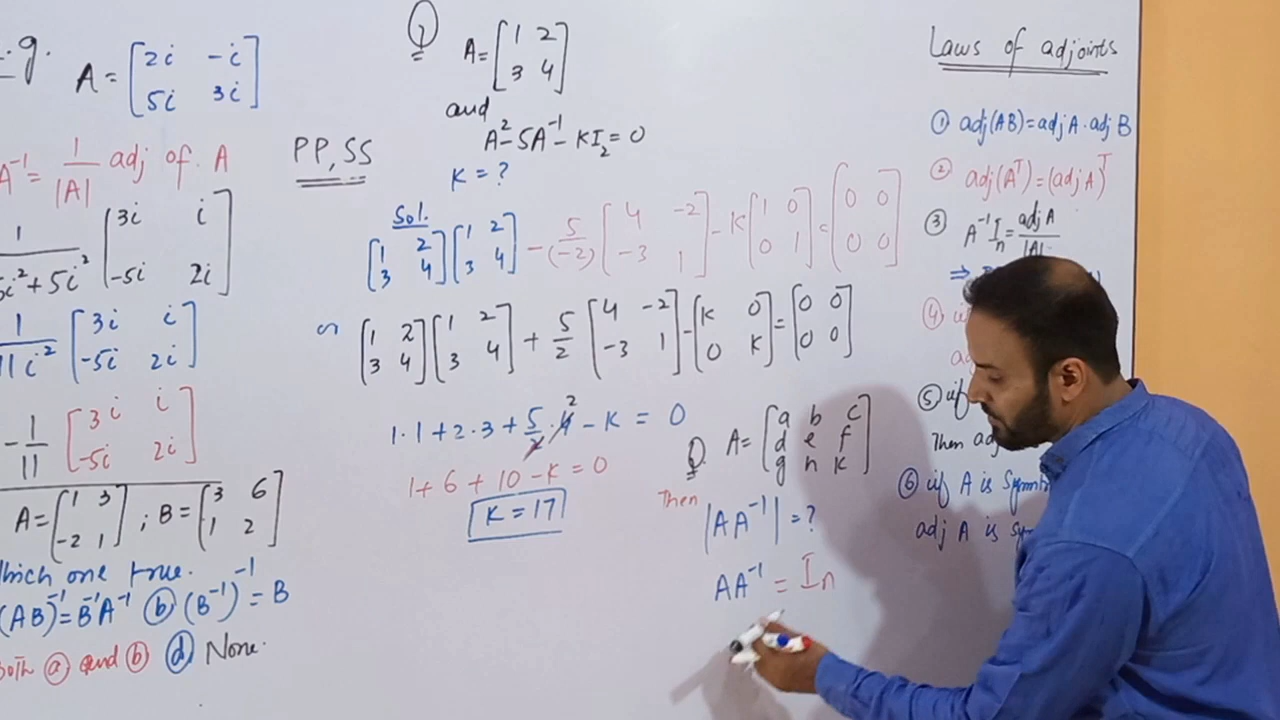 e.g. A = [2i -i
5i 3i]
A⁻¹ = 1/|A| adj of A
[3i i
-5i 2i]
i² + 5i²
1/11i² [3i i
-5i 2i]
-1/11 [3i i
-5i 2i]
A = [1 3
-2 1] ; B = [3 6
1 2]
which one true.
(AB)⁻¹ = B⁻¹A⁻¹ (b) (B⁻¹)⁻¹ = B
Both (a) and (b) (d) None.
PP, SS
Q
A = [1 2
3 4]
and
A² - 5A⁻¹ - KI₂ = 0
K = ?
Sol.
[1 2
3 4] [1 2
3 4] - 5/(-2) [4 -2
-3 1] - K [1 0
0 1] = [0 0
0 0]
or [1 2
3 4] [1 2
3 4] + 5/2 [4 -2
-3 1] - [K 0
0 K] = [0 0
0 0]
1·1 + 2·3 + 5/2 · 4 2 - K = 0
1 + 6 + 10 - K = 0
K = 17
Q. A = [a b c
d e f
g h k]
Then
|AA⁻¹| = ?
AA⁻¹ = In
Laws of adjoints
① adj(AB) = adj A . adj B
② adj(Aᵀ) = (adj A)ᵀ
③ A⁻¹ In = adj A/|A|
⇒
④
⑤ if
Then
⑥ if A is
adj A is